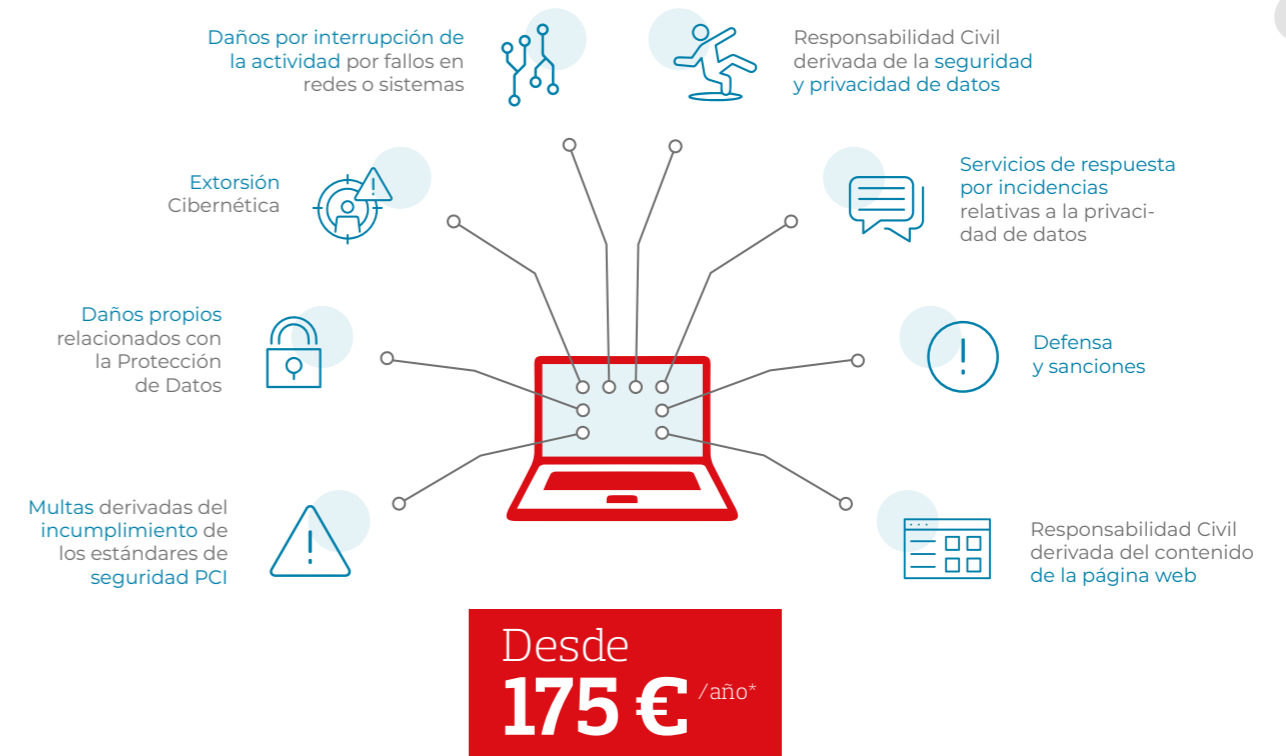 Daños por interrupción de
la actividad por fallos en
redes o sistemas
Responsabilidad Civil
derivada de la seguridad
y privacidad de datos
Extorsión
Cibernética
Servicios de respuesta
por incidencias
relativas a la privaci-
dad de datos
Daños propios
relacionados con
la Protección
de Datos
Defensa
y sanciones
Multas derivadas del
incumplimiento de
los estándares de
seguridad PCI
Responsabilidad Civil
derivada del contenido
de la página web
Desde
175 € /año*